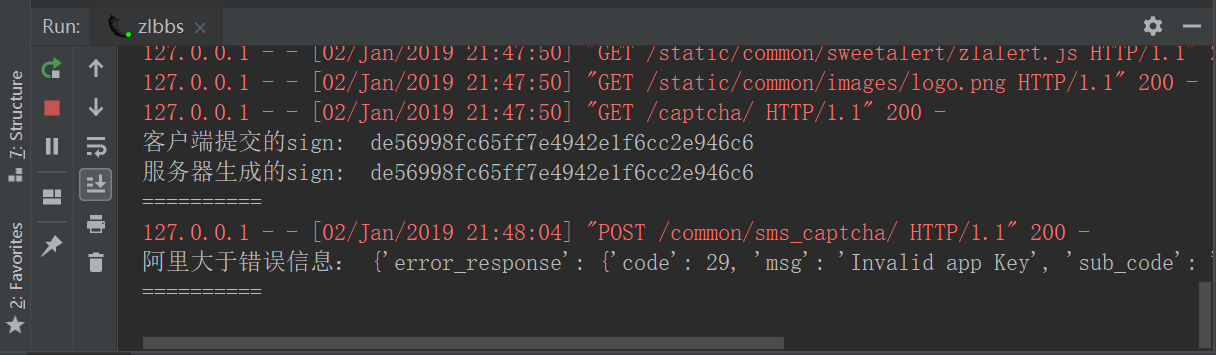 Run: zlbbs
127.0.0.1 - - [02/Jan/2019 21:47:50] "GET /static/common/sweetalert/zlalert.js HTTP/1.1" 2
127.0.0.1 - - [02/Jan/2019 21:47:50] "GET /static/common/images/logo.png HTTP/1.1" 200 -
127.0.0.1 - - [02/Jan/2019 21:47:50] "GET /captcha/ HTTP/1.1" 200 -
客户端提交的sign: de56998fc65ff7e4942e1f6cc2e946c6
服务器生成的sign: de56998fc65ff7e4942e1f6cc2e946c6
==========
127.0.0.1 - - [02/Jan/2019 21:48:04] "POST /common/sms_captcha/ HTTP/1.1" 200 -
阿里大于错误信息: {'error_response': {'code': 29, 'msg': 'Invalid app Key', 'sub_code': '
==========
7: Structure
2: Favorites